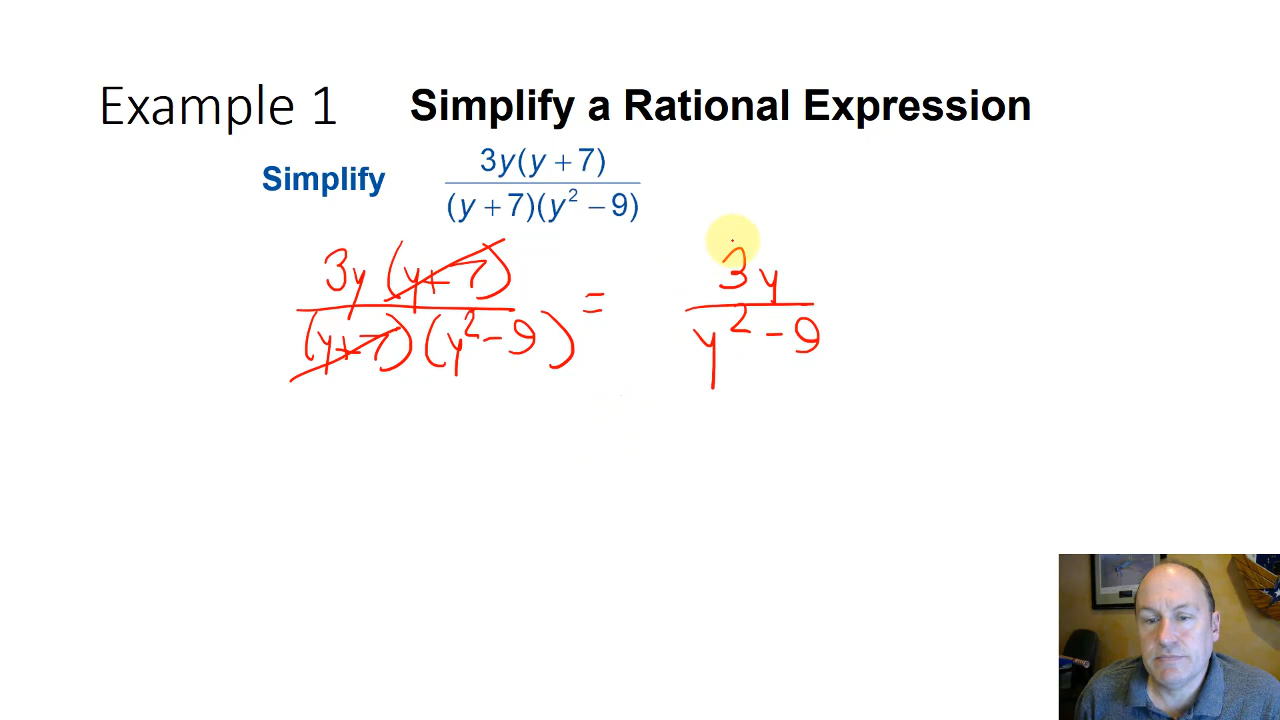 Example 1 Simplify a Rational Expression
Simplify 3y(y + 7)
(y + 7)(y² − 9)
3y (y+7) = 3y
(y+7) (y²−9) y²−9